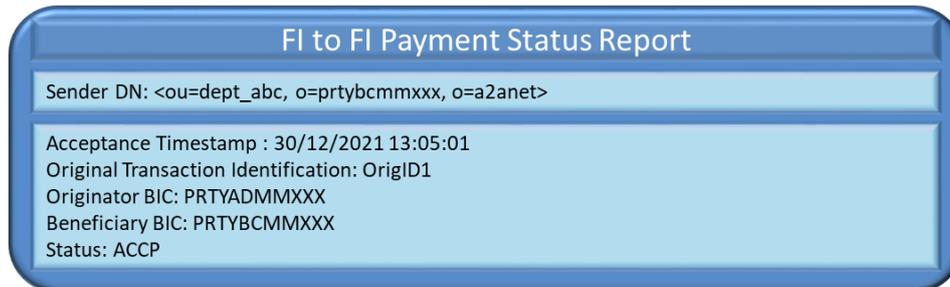 FI to FI Payment Status Report
Sender DN: <ou=dept_abc, o=prtybcmmxxx, o=a2anet>
Acceptance Timestamp : 30/12/2021 13:05:01
Original Transaction Identification: OrigID1
Originator BIC: PRTYADMMXXX
Beneficiary BIC: PRTYBCMMXXX
Status: ACCP